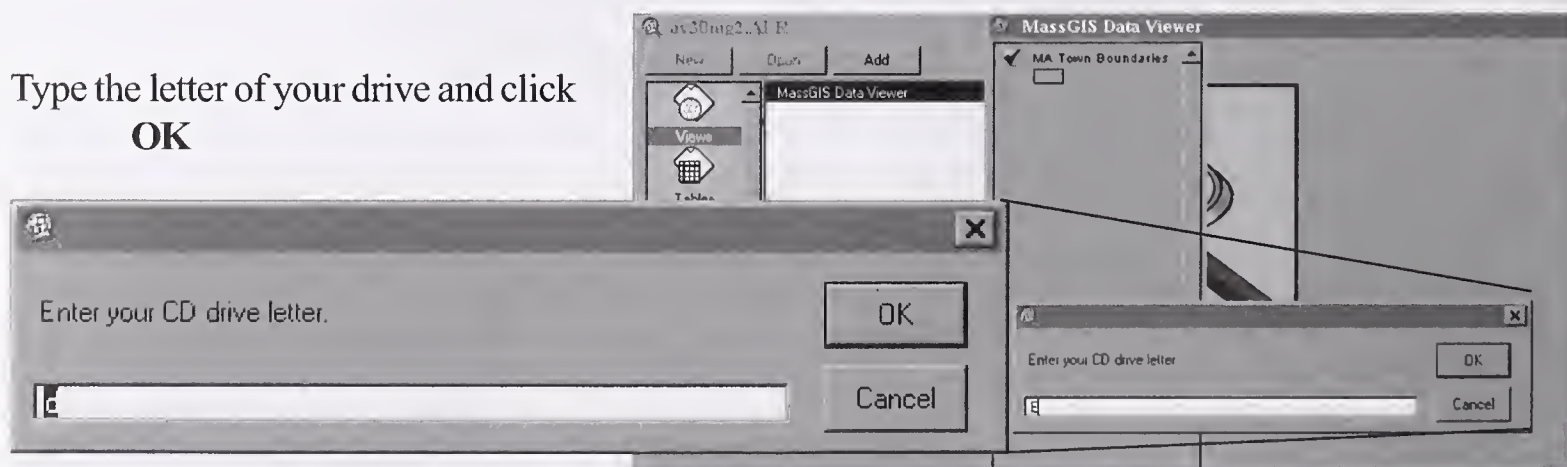 Type the letter of your drive and click
OK
MassGIS Data Viewer
New
Open
Add
MassGIS Data Viewer
MA Town Boundaries
Views
Tables
Enter your CD drive letter.
OK
Cancel
Enter your CD drive letter
OK
E
Cancel